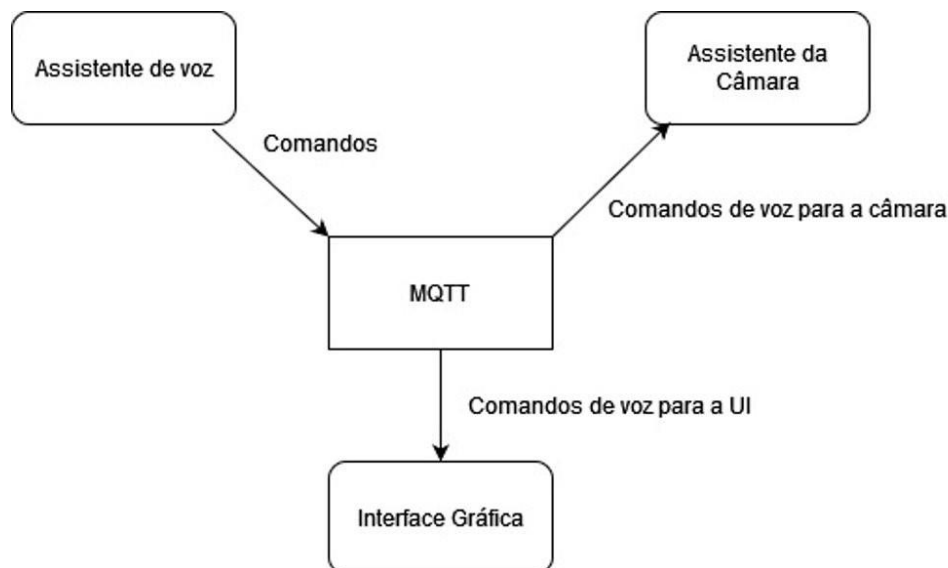 Assistente de voz
Assistente da
Câmara
Comandos
Comandos de voz para a câmara
MQTT
Comandos de voz para a UI
Interface Gráfica